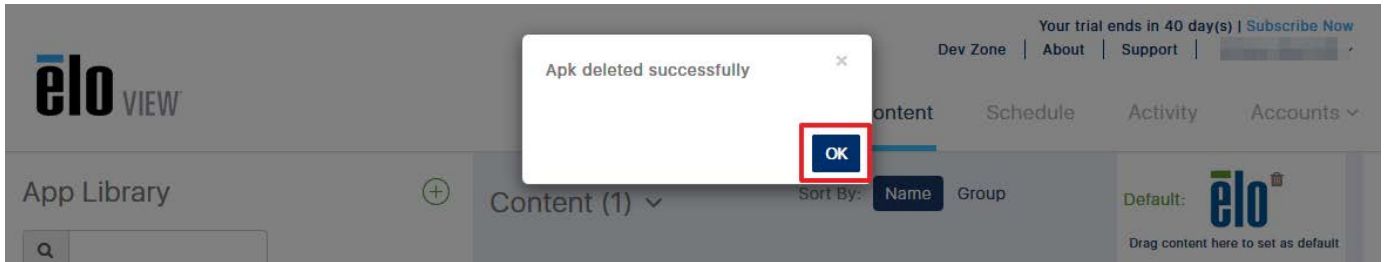 Your trial ends in 40 day(s) | Subscribe Now
Dev Zone | About | Support |
elo VIEW
Apk deleted successfully
×
OK
ontent Schedule Activity Accounts
App Library
Content (1)
Sort By: Name Group
Default: elo
Drag content here to set as default